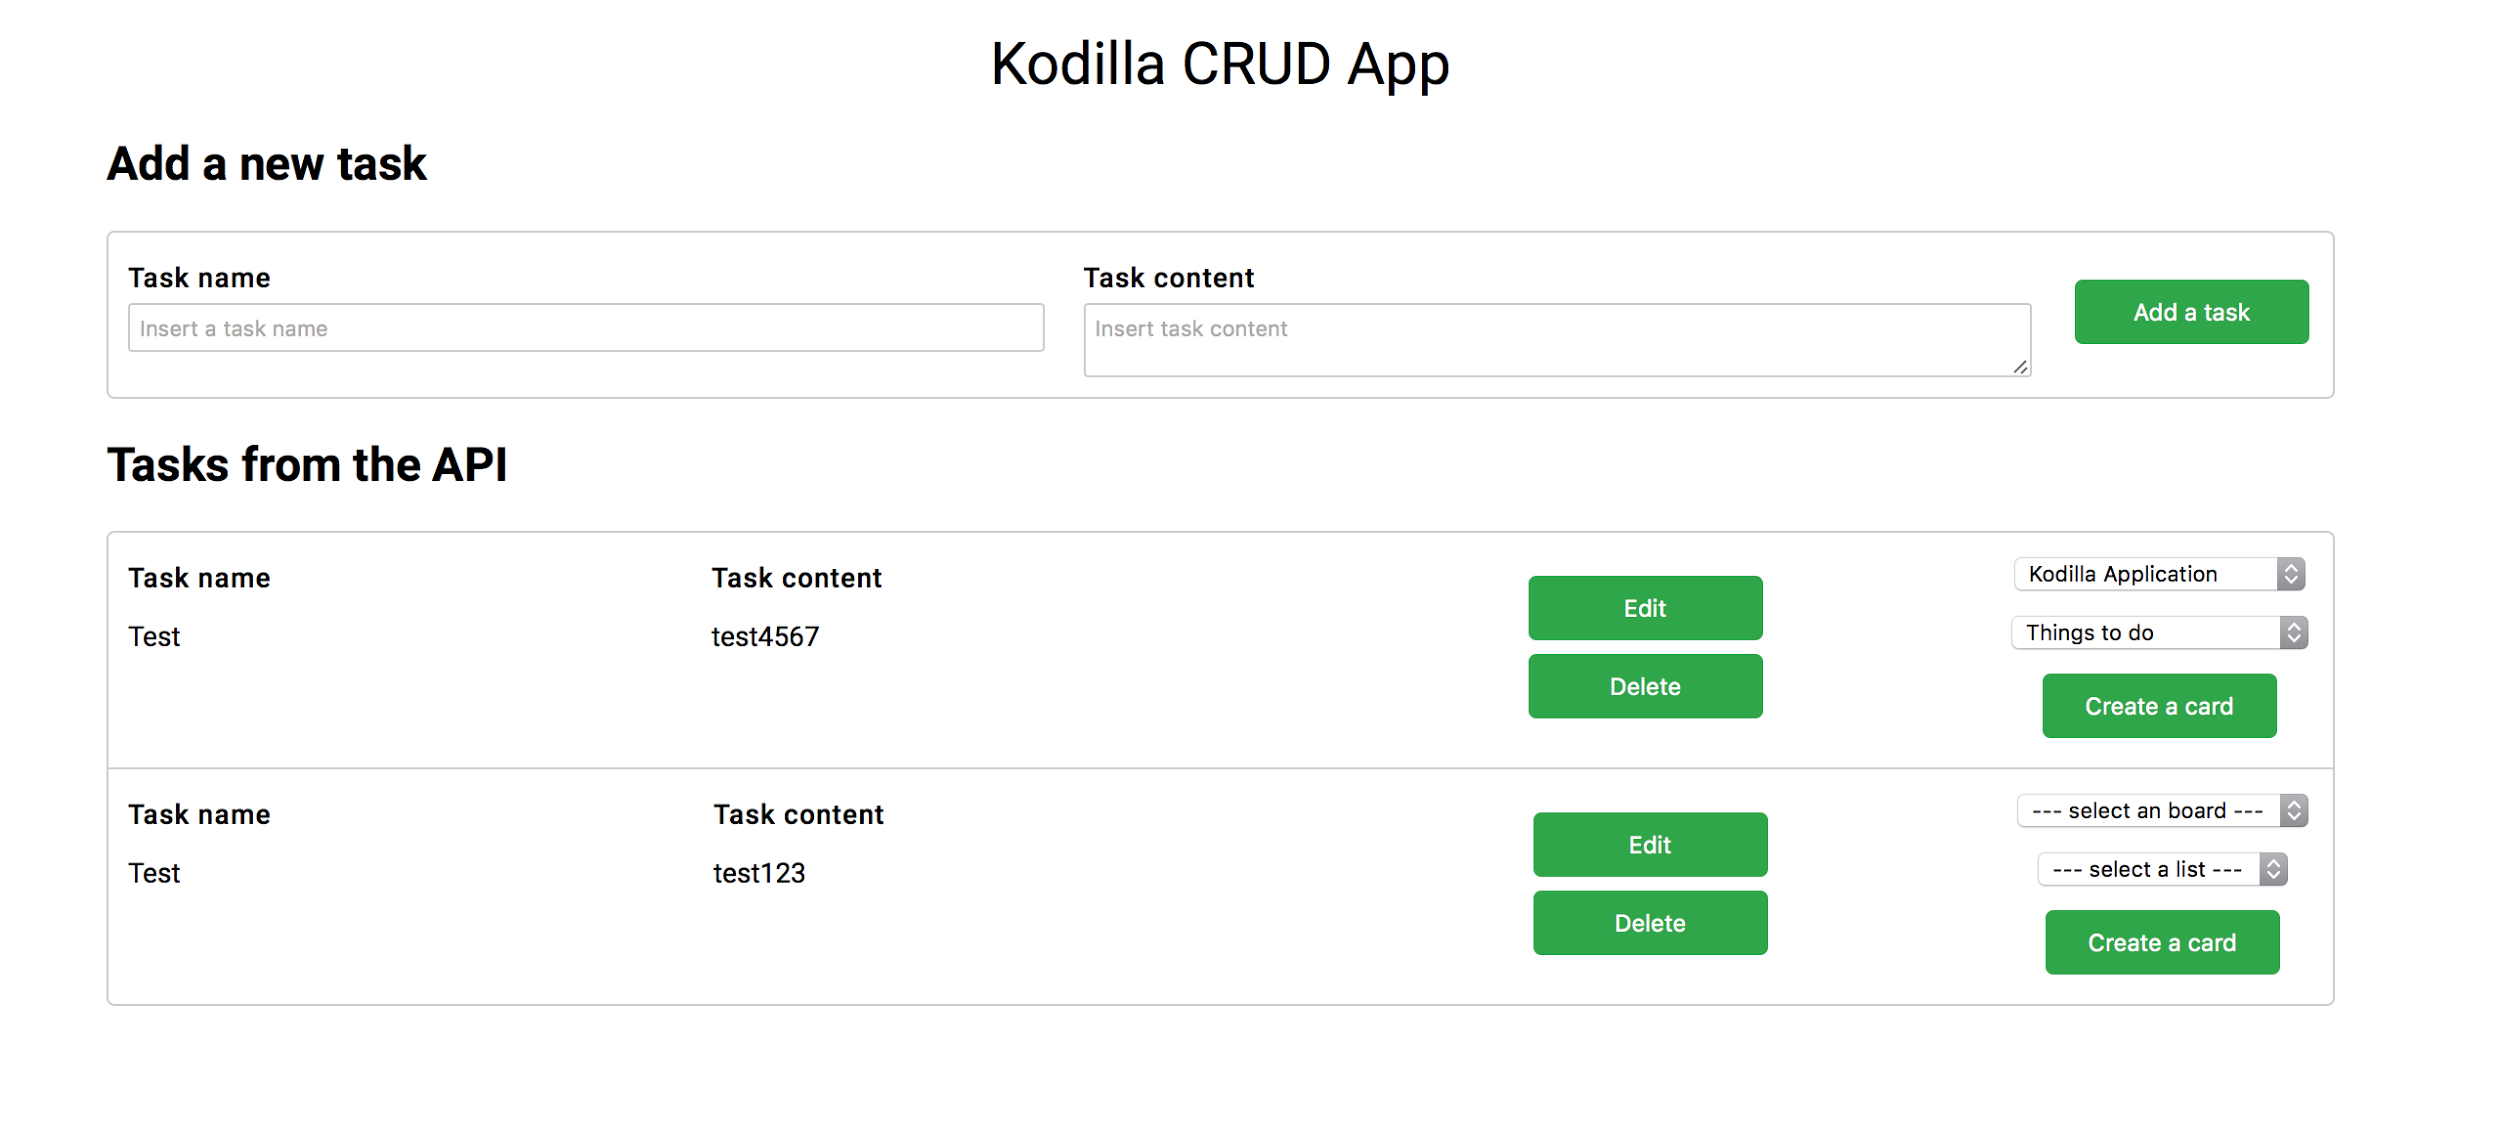 Kodilla CRUD App
Add a new task
Task name
Insert a task name
Task content
Insert task content
Add a task
Tasks from the API
Task name
Test
Task content
test4567
Edit
Delete
Kodilla Application
Things to do
Create a card
Task name
Test
Task content
test123
Edit
Delete
--- select an board ---
--- select a list ---
Create a card